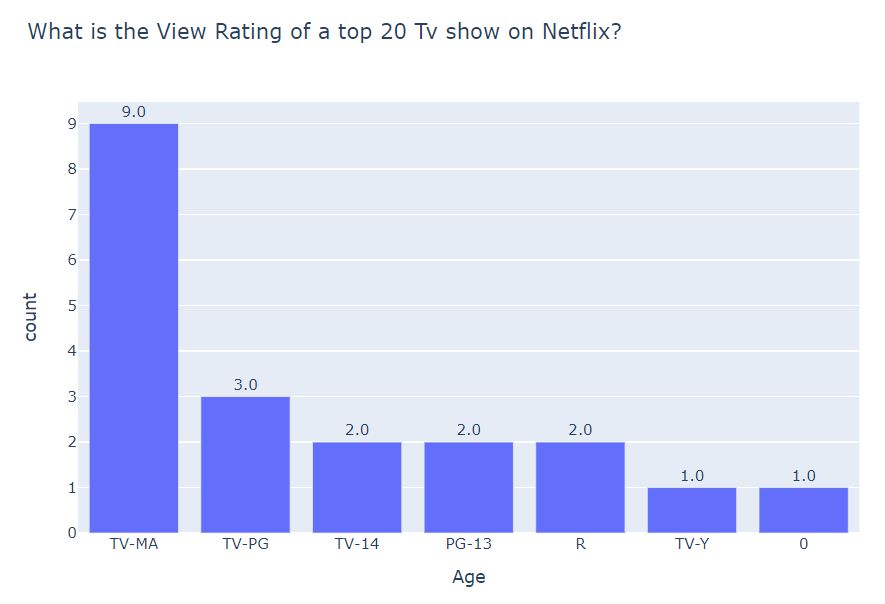 What is the View Rating of a top 20 Tv show on Netflix?
9.0
3.0
2.0
2.0
2.0
1.0
1.0
9
8
7
6
5
4
3
2
1
0
count
TV-MA
TV-PG
TV-14
PG-13
R
TV-Y
0
Age